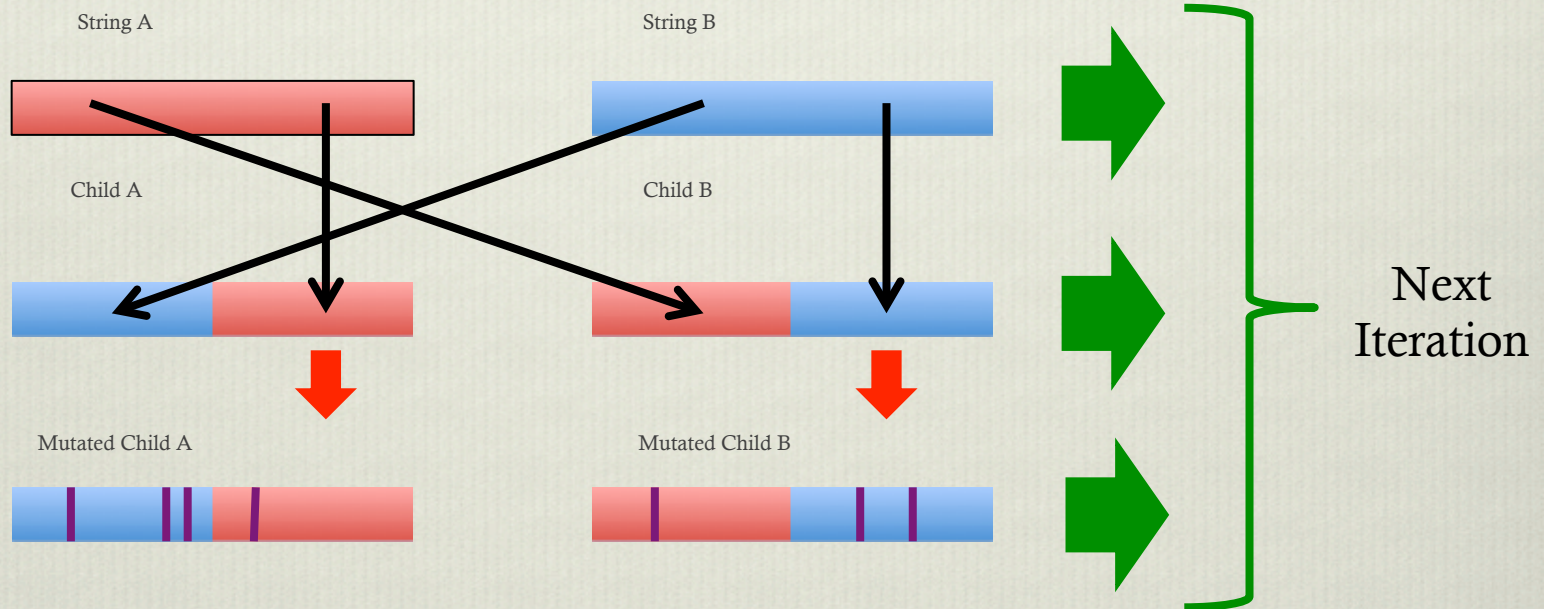 String A
String B
Child A
Child B
Next
Iteration
Mutated Child A
Mutated Child B